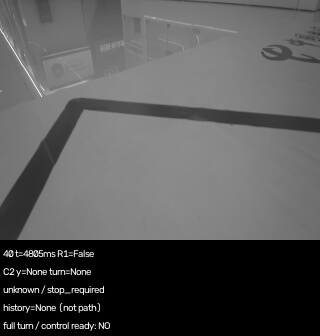 40 t=4805ms R1=False
C2 y=None turn=None
unknown / stop_required
history=None (not path)
full turn / control ready: NO